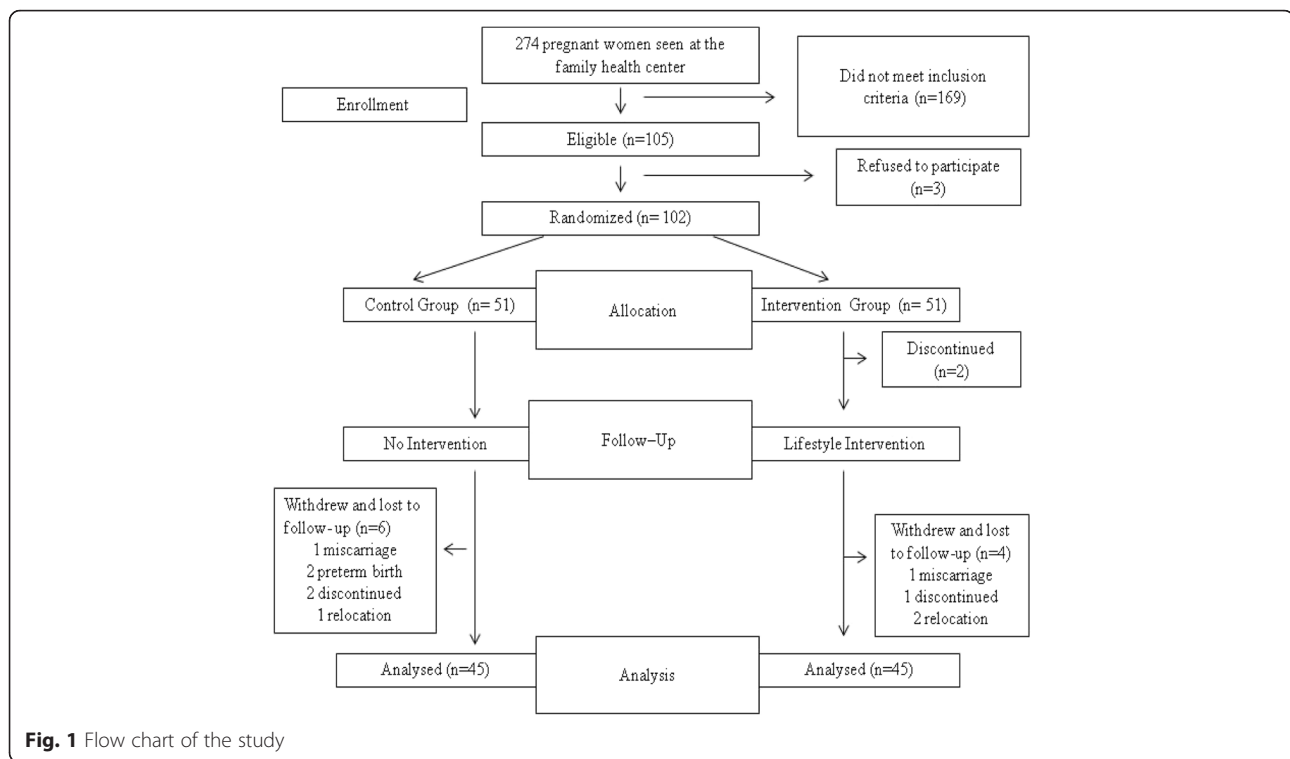 274 pregnant women seen at the
family health center
Did not meet inclusion
criteria (n=169)
Enrollment
Eligible (n=105)
Refused to participate
(n=3)
Randomized (n= 102)
Control Group (n= 51)
Allocation
Intervention Group (n= 51)
Discontinued
(n=2)
No Intervention
Follow–Up
Lifestyle Intervention
Withdrew and lost to
follow-up (n=6)
1 miscarriage
2 preterm birth
2 discontinued
1 relocation
Withdrew and lost
to follow-up (n=4)
1 miscarriage
1 discontinued
2 relocation
Analysed (n=45)
Analysis
Analysed (n=45)
Fig. 1 Flow chart of the study